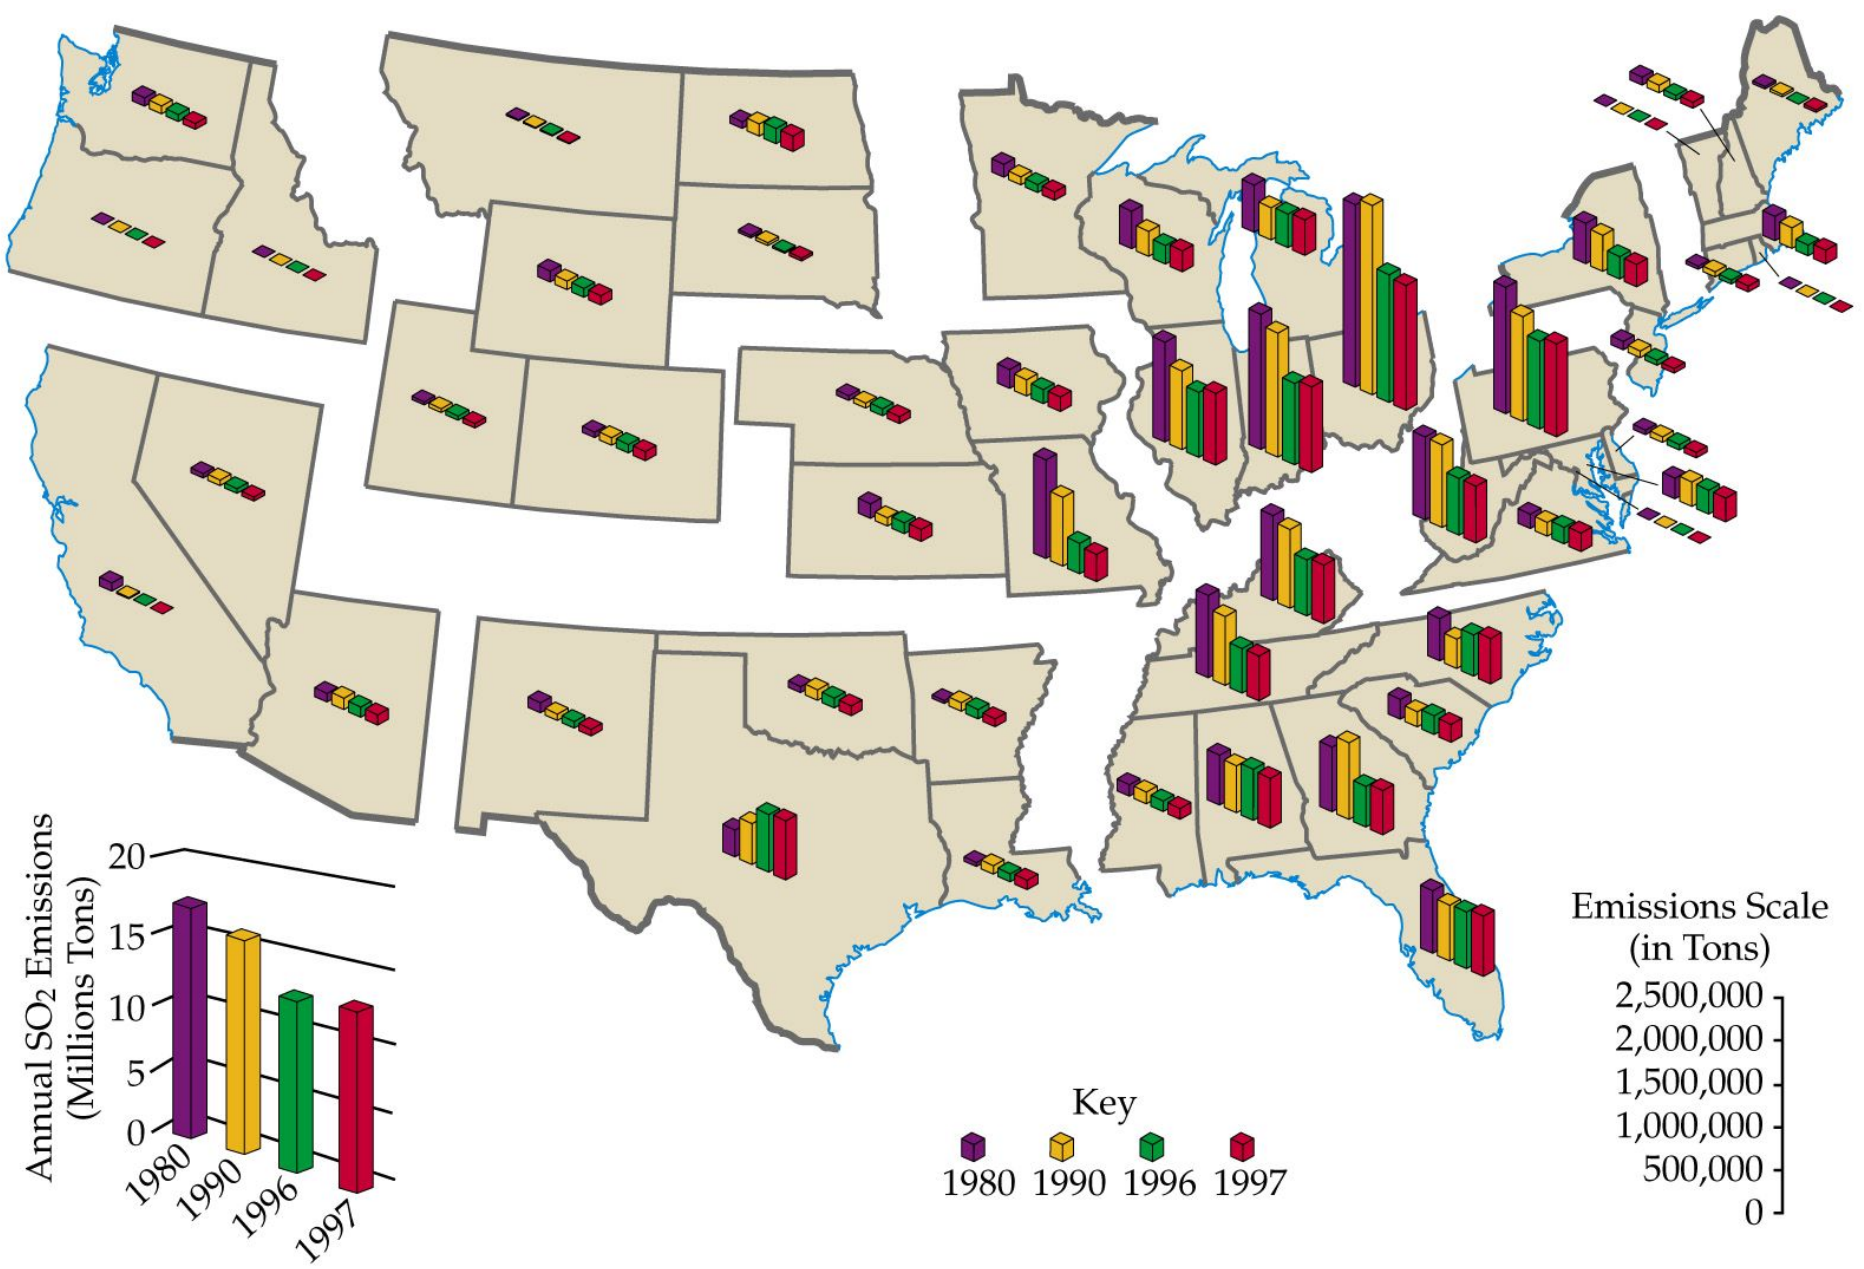 Annual SO2 Emissions
(Millions Tons)
20
15
10
5
0
1980
1990
1996
1997
Key
1980 1990 1996 1997
Emissions Scale
(in Tons)
2,500,000
2,000,000
1,500,000
1,000,000
500,000
0